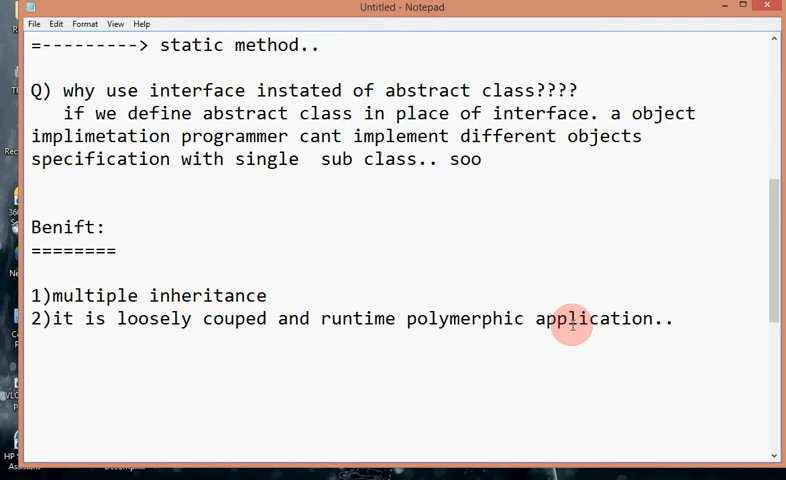 Untitled - Notepad
File Edit Format View Help
=---------> static method..
Q) why use interface instated of abstract class????
if we define abstract class in place of interface. a object
implimetation programmer cant implement different objects
specification with single sub class.. soo
Benift:
========
1)multiple inheritance
2)it is loosely couped and runtime polymerphic application..